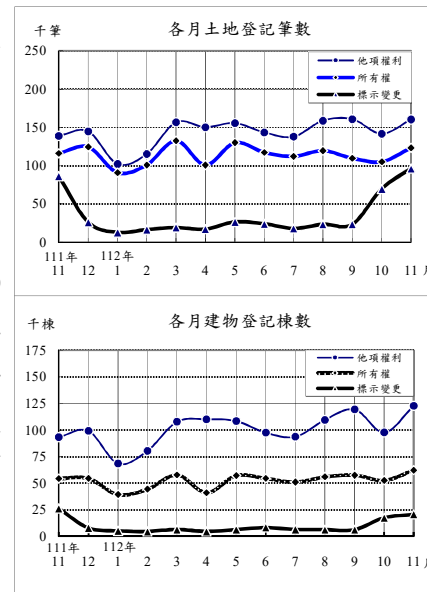 各月土地登記筆數
千筆
250
200
150
100
50
0
他項權利
所有權
標示變更
111年 112年
11 12 1 2 3 4 5 6 7 8 9 10 11 月
各月建物登記棟數
千棟
175
150
125
100
75
50
25
0
他項權利
所有權
標示變更
111年 112年
11 12 1 2 3 4 5 6 7 8 9 10 11 月